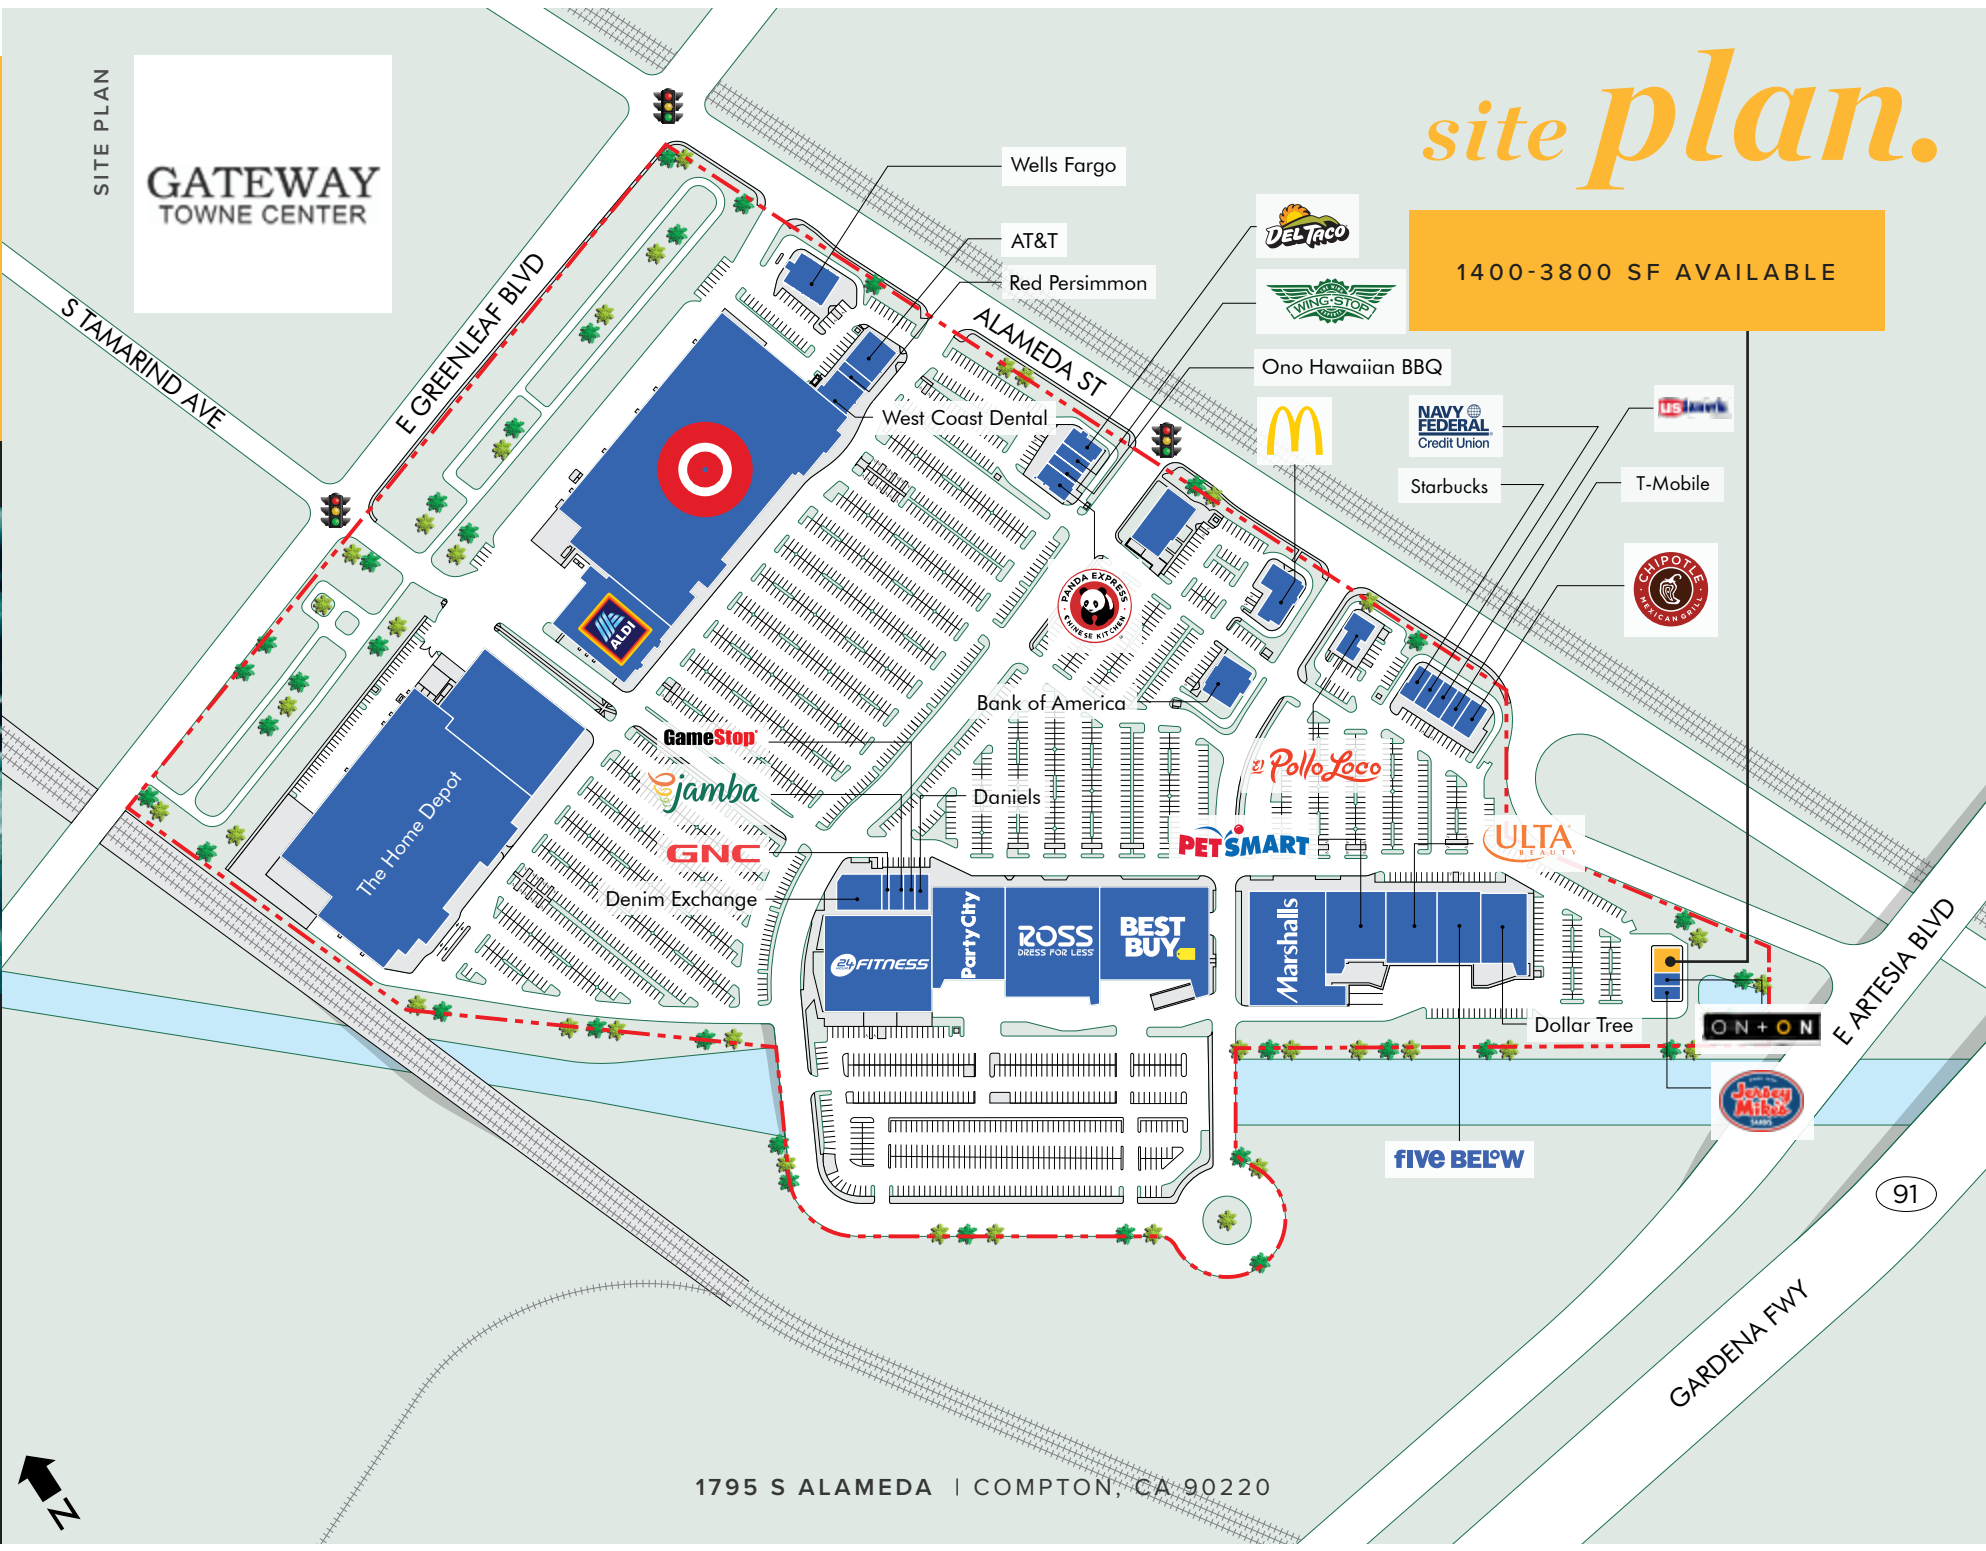 SITE PLAN
GATEWAY
TOWNE CENTER
site plan.
1400-3800 SF AVAILABLE
Wells Fargo
AT&T
Red Persimmon
DEL TACO
WING·STOP
Ono Hawaiian BBQ
West Coast Dental
NAVY
FEDERAL
Credit Union
Starbucks
T-Mobile
CHIPOTLE
MEXICAN GRILL
S TAMARIND AVE
E GREENLEAF BLVD
ALAMEDA ST
ALDI
PANDA EXPRESS
CHINESE KITCHEN
Bank of America
GameStop
jamba
Daniels
GNC
Denim Exchange
El Pollo Loco
PETSMART
ULTA
BEAUTY
The Home Depot
24 FITNESS
PartyCity
ROSS
DRESS FOR LESS
BEST
BUY
Marshalls
Dollar Tree
ON+ON
Jersey
Mike's
SUBS
five BEL°W
E ARTESIA BLVD
91
GARDENA FWY
N
1795 S ALAMEDA | COMPTON, CA 90220